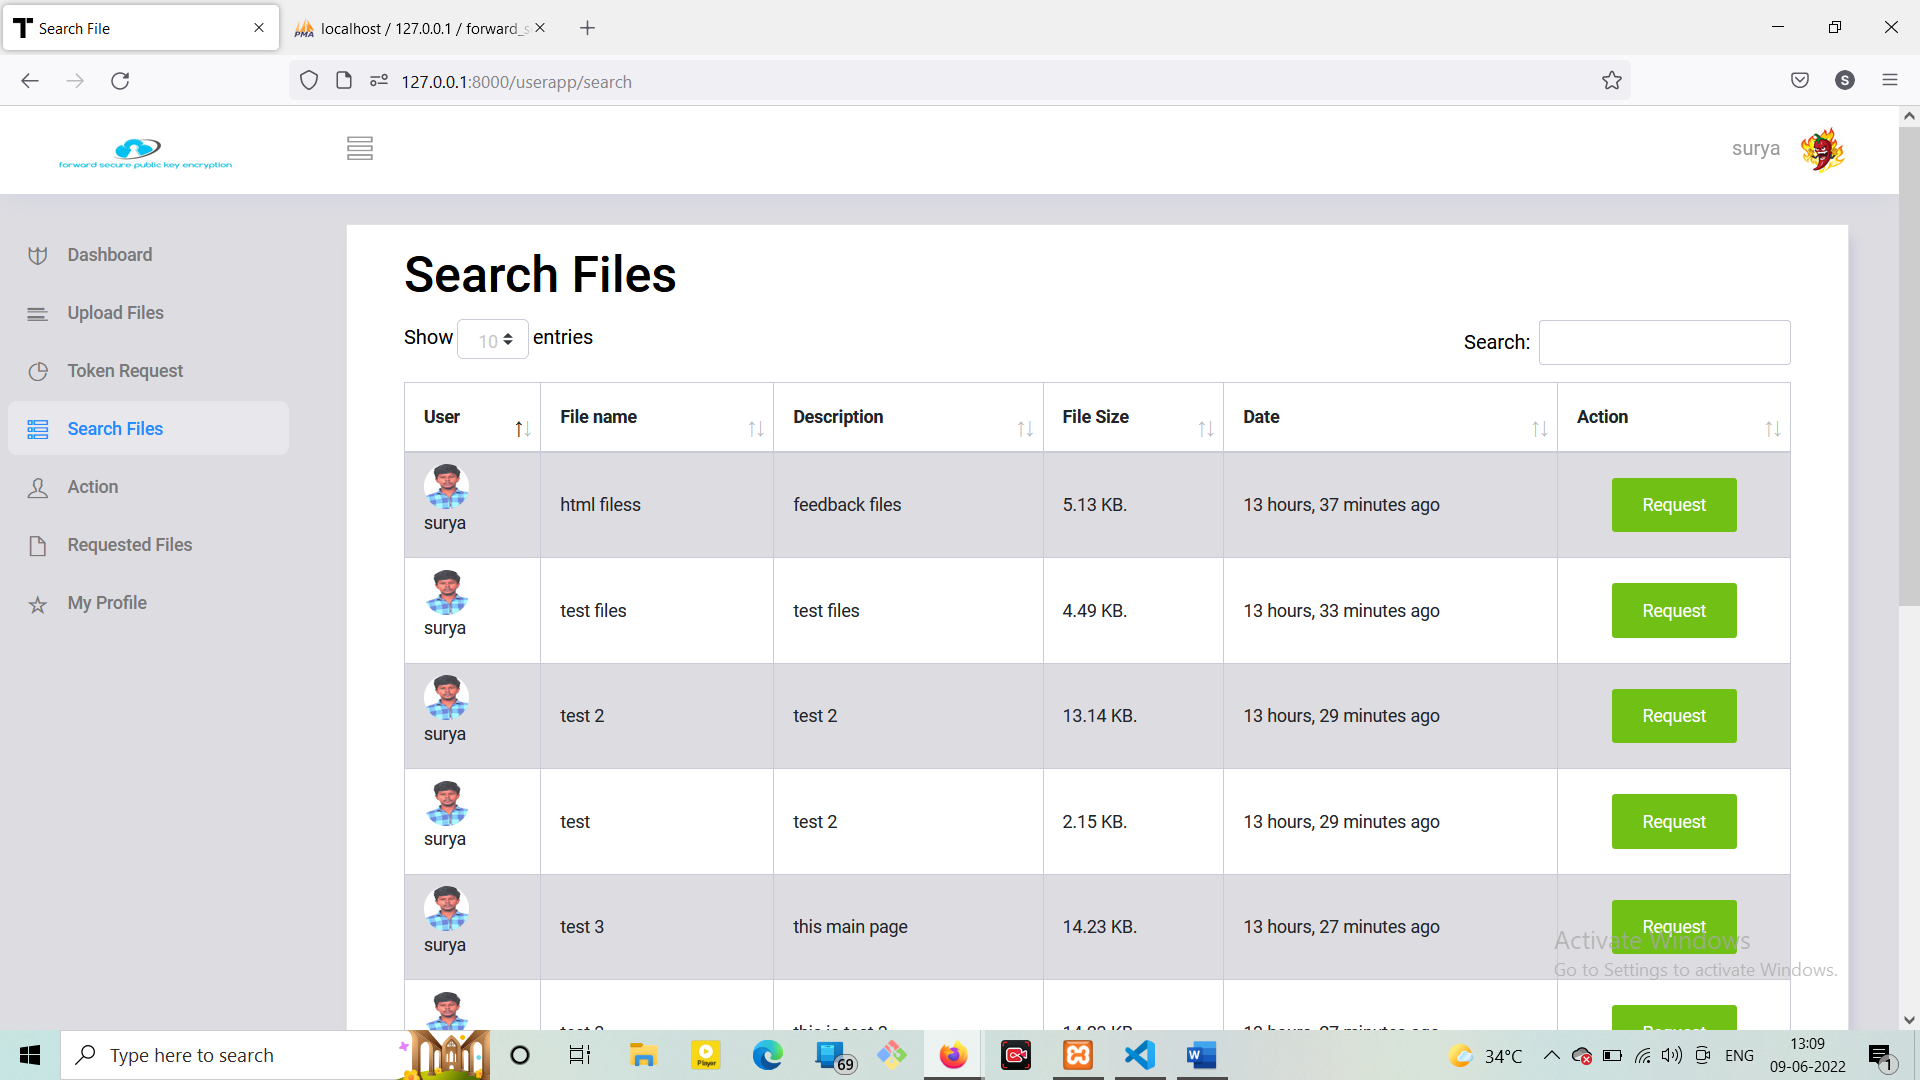 Search File
localhost / 127.0.0.1 / forward_s
127.0.0.1:8000/userapp/search
S
forward secure public key encryption
surya
Dashboard
Upload Files
Token Request
Search Files
Action
Requested Files
My Profile
Search Files
Show 10 entries
Search:
User File name Description File Size Date Action
surya html filess feedback files 5.13 KB. 13 hours, 37 minutes ago Request
surya test files test files 4.49 KB. 13 hours, 33 minutes ago Request
surya test 2 test 2 13.14 KB. 13 hours, 29 minutes ago Request
surya test test 2 2.15 KB. 13 hours, 29 minutes ago Request
surya test 3 this main page 14.23 KB. 13 hours, 27 minutes ago Request
Activate Windows
Go to Settings to activate Windows.
Type here to search
Player
69
34°C
ENG
13:09
09-06-2022
1